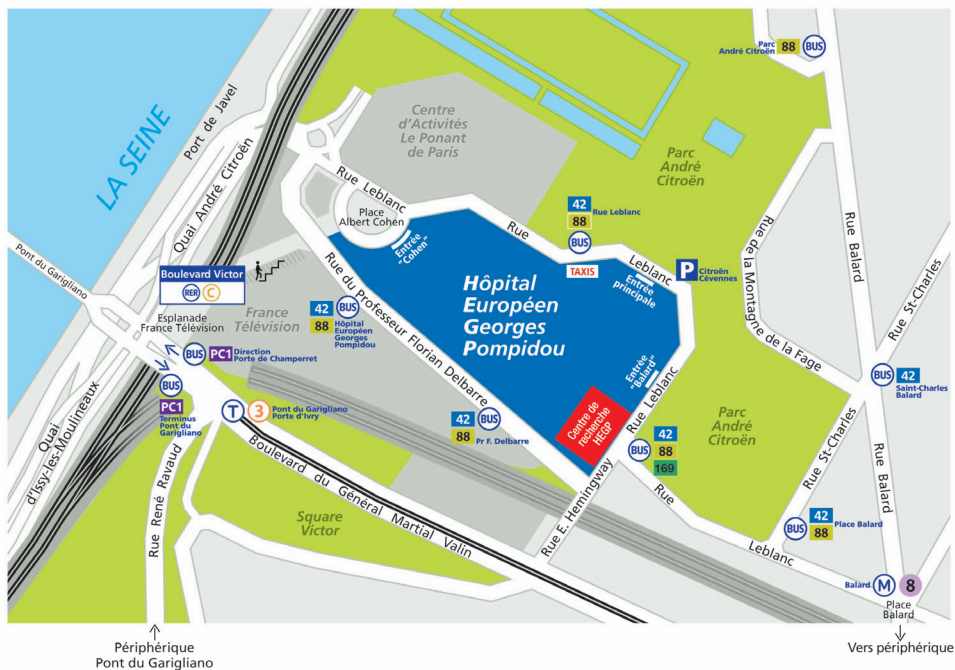 Parc
André Citroën
88
BUS
LA SEINE
Port de Javel
Quai André Citroën
Centre
d'Activités
Le Ponant
de Paris
Parc
André
Citroën
Rue Leblanc
Place
Albert Cohen
Entrée
"Cohen"
42
88
Rue Leblanc
BUS
Rue
Leblanc
TAXIS
Entrée
principale
P
Citroën
Cévennes
Rue de la Montagne de la Fage
Rue Balard
Rue St-Charles
Pont du Garigliano
Boulevard Victor
RER
C
Esplanade
France Télévision
France
Télévision
42
88
BUS
Hôpital
Européen
Georges
Pompidou
Rue du Professeur Florian Delbarre
Hôpital
Européen
Georges
Pompidou
BUS
PC1
Direction
Porte de Champerret
BUS
PC1
Terminus
Pont du
Garigliano
T
3
Pont du Garigliano
Porte d'Ivry
42
88
BUS
Pr F. Delbarre
Entrée
"Balard"
Rue Leblanc
Centre de
recherche
HEGP
BUS
42
88
169
Parc
André
Citroën
BUS
42
Saint-Charles
Balard
Rue St-Charles
Rue Balard
Quai
d'Issy-les-Moulineaux
Rue René Ravaud
Boulevard du Général Martial Valin
Square
Victor
Rue E. Hemingway
Rue
Leblanc
BUS
42
88
Place Balard
Balard
M
8
Place
Balard
Périphérique
Pont du Garigliano
Vers périphérique